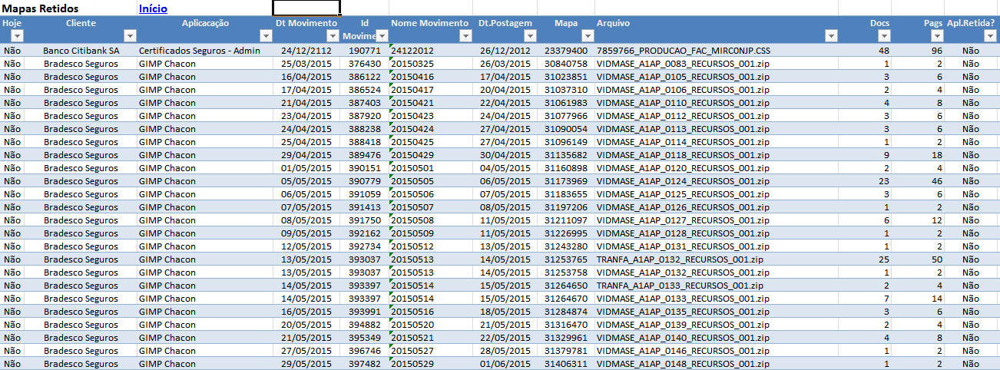 Mapas Retidos Início
Hoje Cliente Aplicacação Dt Movimento Id Movime Nome Movimento Dt.Postagem Mapa Arquivo Docs Pags Apl.Retida?
Não Banco Citibank SA Certificados Seguros - Admin 24/12/2112 190771 24122012 26/12/2012 23379400 7859766_PRODUCAO_FAC_MIRC0NJP.CSS 48 96 Não
Não Bradesco Seguros GIMP Chacon 25/03/2015 376430 20150325 26/03/2015 30840758 VIDMASE_A1AP_0083_RECURSOS_001.zip 1 2 Não
Não Bradesco Seguros GIMP Chacon 16/04/2015 386122 20150416 17/04/2015 31023851 VIDMASE_A1AP_0105_RECURSOS_001.zip 3 6 Não
Não Bradesco Seguros GIMP Chacon 17/04/2015 386524 20150417 20/04/2015 31037310 VIDMASE_A1AP_0106_RECURSOS_001.zip 2 4 Não
Não Bradesco Seguros GIMP Chacon 21/04/2015 387403 20150421 22/04/2015 31061983 VIDMASE_A1AP_0110_RECURSOS_001.zip 4 8 Não
Não Bradesco Seguros GIMP Chacon 23/04/2015 387920 20150423 24/04/2015 31077966 VIDMASE_A1AP_0112_RECURSOS_001.zip 3 6 Não
Não Bradesco Seguros GIMP Chacon 24/04/2015 388238 20150424 27/04/2015 31090054 VIDMASE_A1AP_0113_RECURSOS_001.zip 3 6 Não
Não Bradesco Seguros GIMP Chacon 25/04/2015 388418 20150425 27/04/2015 31096149 VIDMASE_A1AP_0114_RECURSOS_001.zip 1 2 Não
Não Bradesco Seguros GIMP Chacon 29/04/2015 389476 20150429 30/04/2015 31135682 VIDMASE_A1AP_0118_RECURSOS_001.zip 9 18 Não
Não Bradesco Seguros GIMP Chacon 01/05/2015 390151 20150501 04/05/2015 31160898 VIDMASE_A1AP_0120_RECURSOS_001.zip 2 4 Não
Não Bradesco Seguros GIMP Chacon 05/05/2015 390779 20150505 06/05/2015 31173969 VIDMASE_A1AP_0124_RECURSOS_001.zip 23 46 Não
Não Bradesco Seguros GIMP Chacon 06/05/2015 391059 20150506 07/05/2015 31183655 VIDMASE_A1AP_0125_RECURSOS_001.zip 3 6 Não
Não Bradesco Seguros GIMP Chacon 07/05/2015 391413 20150507 08/05/2015 31197206 VIDMASE_A1AP_0126_RECURSOS_001.zip 1 2 Não
Não Bradesco Seguros GIMP Chacon 08/05/2015 391750 20150508 11/05/2015 31211097 VIDMASE_A1AP_0127_RECURSOS_001.zip 6 12 Não
Não Bradesco Seguros GIMP Chacon 09/05/2015 392162 20150509 11/05/2015 31226995 VIDMASE_A1AP_0128_RECURSOS_001.zip 1 2 Não
Não Bradesco Seguros GIMP Chacon 12/05/2015 392734 20150512 13/05/2015 31243280 VIDMASE_A1AP_0131_RECURSOS_001.zip 1 2 Não
Não Bradesco Seguros GIMP Chacon 13/05/2015 393037 20150513 14/05/2015 31253765 TRANFA_A1AP_0132_RECURSOS_001.zip 25 50 Não
Não Bradesco Seguros GIMP Chacon 13/05/2015 393037 20150513 14/05/2015 31253758 VIDMASE_A1AP_0132_RECURSOS_001.zip 1 2 Não
Não Bradesco Seguros GIMP Chacon 14/05/2015 393397 20150514 15/05/2015 31264650 TRANFA_A1AP_0133_RECURSOS_001.zip 2 4 Não
Não Bradesco Seguros GIMP Chacon 14/05/2015 393397 20150514 15/05/2015 31264670 VIDMASE_A1AP_0133_RECURSOS_001.zip 7 14 Não
Não Bradesco Seguros GIMP Chacon 16/05/2015 393991 20150516 18/05/2015 31284874 VIDMASE_A1AP_0135_RECURSOS_001.zip 3 6 Não
Não Bradesco Seguros GIMP Chacon 20/05/2015 394882 20150520 21/05/2015 31316470 VIDMASE_A1AP_0139_RECURSOS_001.zip 2 4 Não
Não Bradesco Seguros GIMP Chacon 21/05/2015 395349 20150521 22/05/2015 31329961 VIDMASE_A1AP_0140_RECURSOS_001.zip 4 8 Não
Não Bradesco Seguros GIMP Chacon 27/05/2015 396746 20150527 28/05/2015 31379781 VIDMASE_A1AP_0146_RECURSOS_001.zip 1 2 Não
Não Bradesco Seguros GIMP Chacon 29/05/2015 397482 20150529 01/06/2015 31406311 VIDMASE_A1AP_0148_RECURSOS_001.zip 1 2 Não